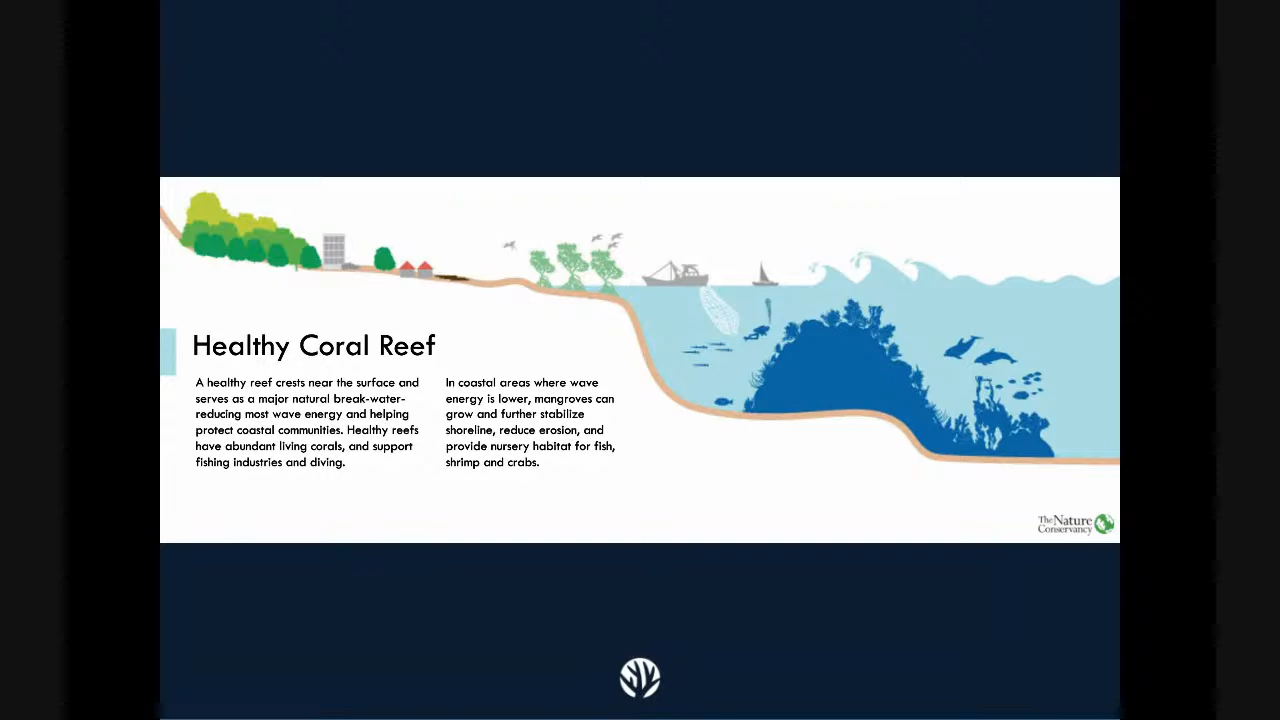 Healthy Coral Reef
A healthy reef crests near the surface and
serves as a major natural break-water-
reducing most wave energy and helping
protect coastal communities. Healthy reefs
have abundant living corals, and support
fishing industries and diving.
In coastal areas where wave
energy is lower, mangroves can
grow and further stabilize
shoreline, reduce erosion, and
provide nursery habitat for fish,
shrimp and crabs.
The Nature
Conservancy